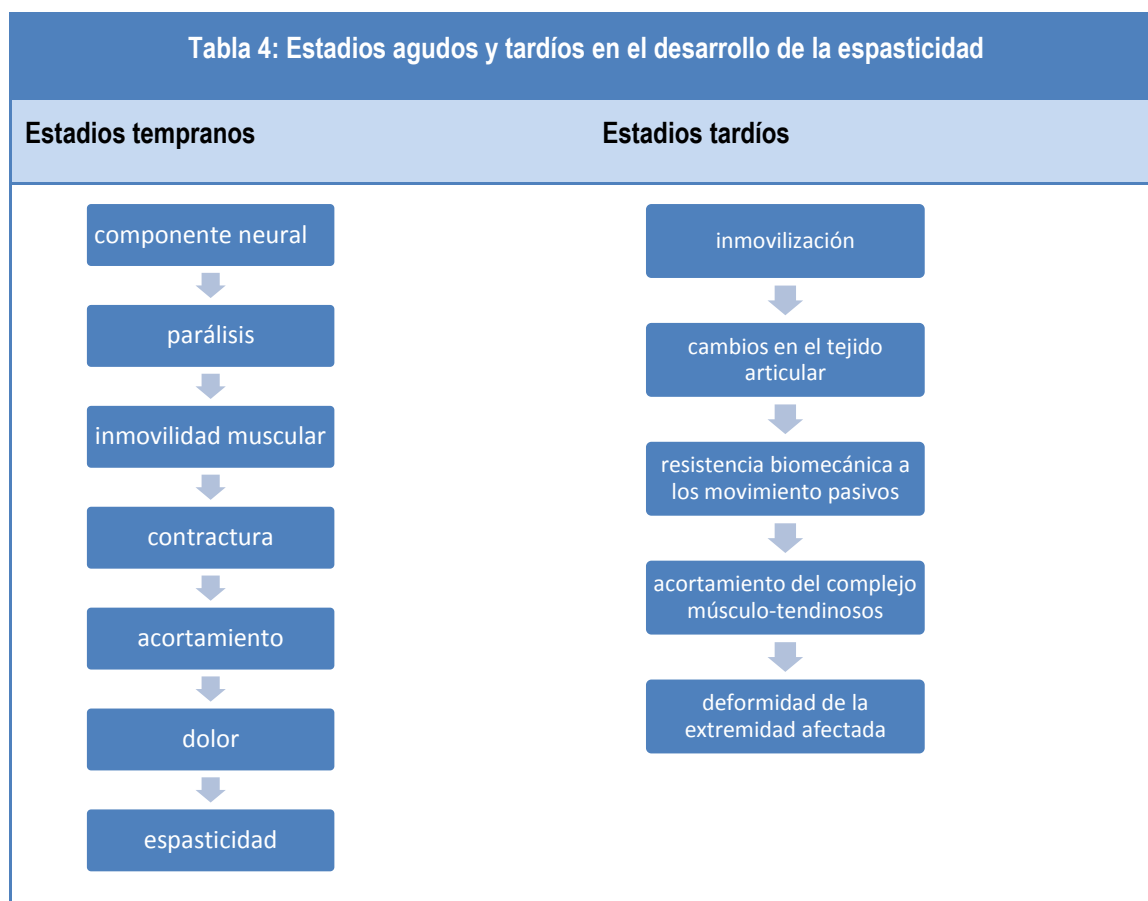 Tabla 4: Estadios agudos y tardíos en el desarrollo de la espasticidad
Estadios tempranos
Estadios tardíos
componente neural
parálisis
inmovilidad muscular
contractura
acortamiento
dolor
espasticidad
inmovilización
cambios en el tejido
articular
resistencia biomecánica a
los movimiento pasivos
acortamiento del complejo
músculo-tendinosos
deformidad de la
extremidad afectada